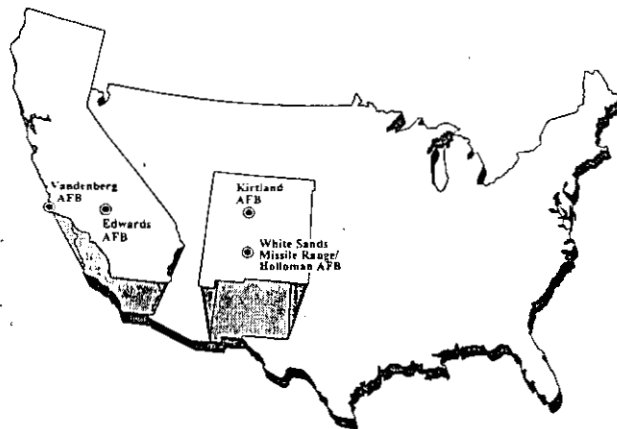 Vandenberg
AFB
Edwards
AFB
Kirtland
AFB
White Sands
Missile Range/
Holloman AFB